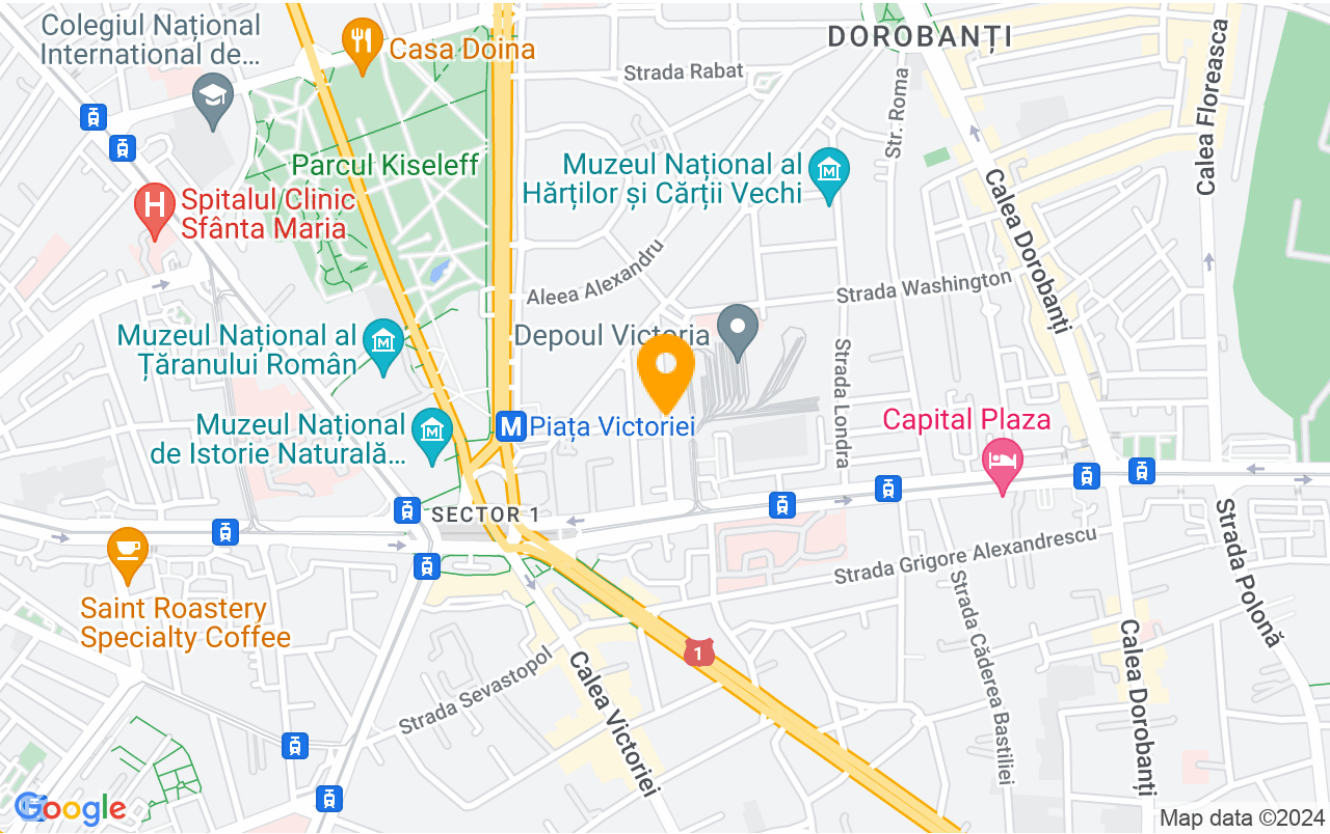 Colegiul Național
International de...
Casa Doina
DOROBANȚI
Strada Rabat
Calea Floreasca
Str. Roma
Parcul Kiseleff
Muzeul Național al
Hărților și Cărții Vechi
H
Spitalul Clinic
Sfânta Maria
Calea Dorobanți
Aleea Alexandru
Strada Washington
Muzeul Național al
Țăranului Român
M
Depoul Victoria
Strada Londra
Muzeul Național
de Istorie Naturală...
M
M
Piața Victoriei
M
Capital Plaza
SECTOR 1
Strada Grigore Alexandrescu
Strada Polonă
Saint Roastery
Specialty Coffee
Strada Căderea Bastiliei
Calea Dorobanți
1
Strada Sevastopol
Calea Victoriei
Google
Map data ©2024